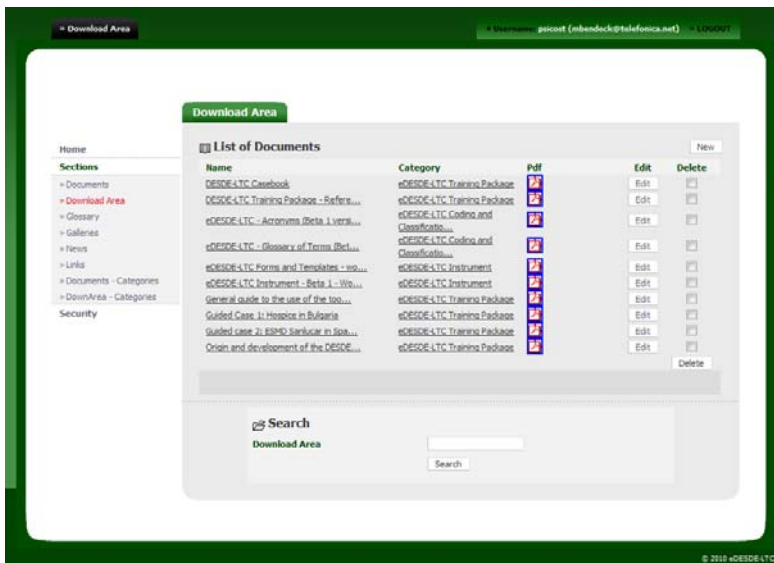 » Download Area
» Username: psicost (mbendeck@telefonica.net) » LOGOUT
Download Area
Home
Sections
» Documents
» Download Area
» Glossary
» Galleries
» News
» Links
» Documents - Categories
» DownArea - Categories
Security
List of Documents New
Name Category Pdf Edit Delete
DESDE-LTC Casebook eDESDE-LTC Training Package Edit
DESDE-LTC Training Package - Refere... eDESDE-LTC Training Package Edit
eDESDE-LTC - Acronyms (Beta 1 versi... eDESDE-LTC Coding and Classificatio... Edit
eDESDE-LTC - Glossary of Terms (Bet... eDESDE-LTC Coding and Classificatio... Edit
eDESDE-LTC Forms and Templates - wo... eDESDE-LTC Instrument Edit
eDESDE-LTC Instrument - Beta 1 - Wo... eDESDE-LTC Instrument Edit
General guide to the use of the too... eDESDE-LTC Training Package Edit
Guided Case 1: Hospice in Bulgaria eDESDE-LTC Training Package Edit
Guided case 2: ESMD Sanlucar in Spa... eDESDE-LTC Training Package Edit
Origin and development of the DESDE... eDESDE-LTC Training Package Edit
Delete
Search
Download Area
Search
© 2010 eDESDE-LTC